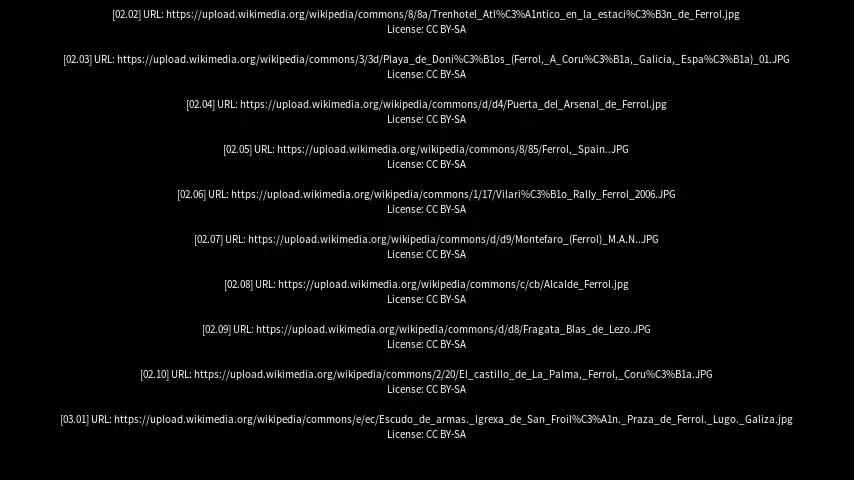 [02.02] URL: https://upload.wikimedia.org/wikipedia/commons/8/8a/Trenhotel_Atl%C3%A1ntico_en_la_estaci%C3%B3n_de_Ferrol.jpg
License: CC BY-SA
[02.03] URL: https://upload.wikimedia.org/wikipedia/commons/3/3d/Playa_de_Doni%C3%B1os_(Ferrol,_A_Coru%C3%B1a,_Galicia,_Espa%C3%B1a)_01.JPG
License: CC BY-SA
[02.04] URL: https://upload.wikimedia.org/wikipedia/commons/d/d4/Puerta_del_Arsenal_de_Ferrol.jpg
License: CC BY-SA
[02.05] URL: https://upload.wikimedia.org/wikipedia/commons/8/85/Ferrol,_Spain..JPG
License: CC BY-SA
[02.06] URL: https://upload.wikimedia.org/wikipedia/commons/1/17/Vilari%C3%B1o_Rally_Ferrol_2006.JPG
License: CC BY-SA
[02.07] URL: https://upload.wikimedia.org/wikipedia/commons/d/d9/Montefaro_(Ferrol)_M.A.N..JPG
License: CC BY-SA
[02.08] URL: https://upload.wikimedia.org/wikipedia/commons/c/cb/Alcalde_Ferrol.jpg
License: CC BY-SA
[02.09] URL: https://upload.wikimedia.org/wikipedia/commons/d/d8/Fragata_Blas_de_Lezo.JPG
License: CC BY-SA
[02.10] URL: https://upload.wikimedia.org/wikipedia/commons/2/20/El_castillo_de_La_Palma,_Ferrol,_Coru%C3%B1a.JPG
License: CC BY-SA
[03.01] URL: https://upload.wikimedia.org/wikipedia/commons/e/ec/Escudo_de_armas._Igrexa_de_San_Froil%C3%A1n._Praza_de_Ferrol._Lugo._Galiza.jpg
License: CC BY-SA